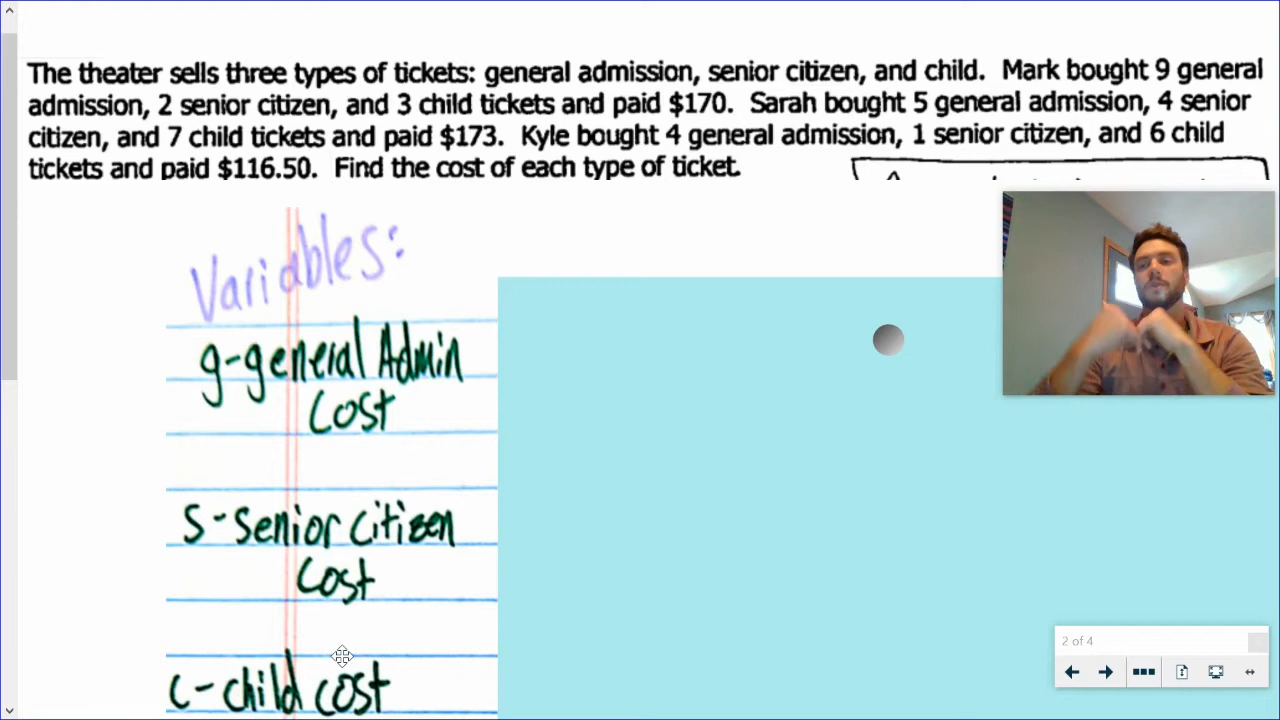 The theater sells three types of tickets: general admission, senior citizen, and child. Mark bought 9 general
admission, 2 senior citizen, and 3 child tickets and paid $170. Sarah bought 5 general admission, 4 senior
citizen, and 7 child tickets and paid $173. Kyle bought 4 general admission, 1 senior citizen, and 6 child
tickets and paid $116.50. Find the cost of each type of ticket.
Variables:
g-general Admin
Cost
S-senior citizen
Cost
C-child cost
2 of 4